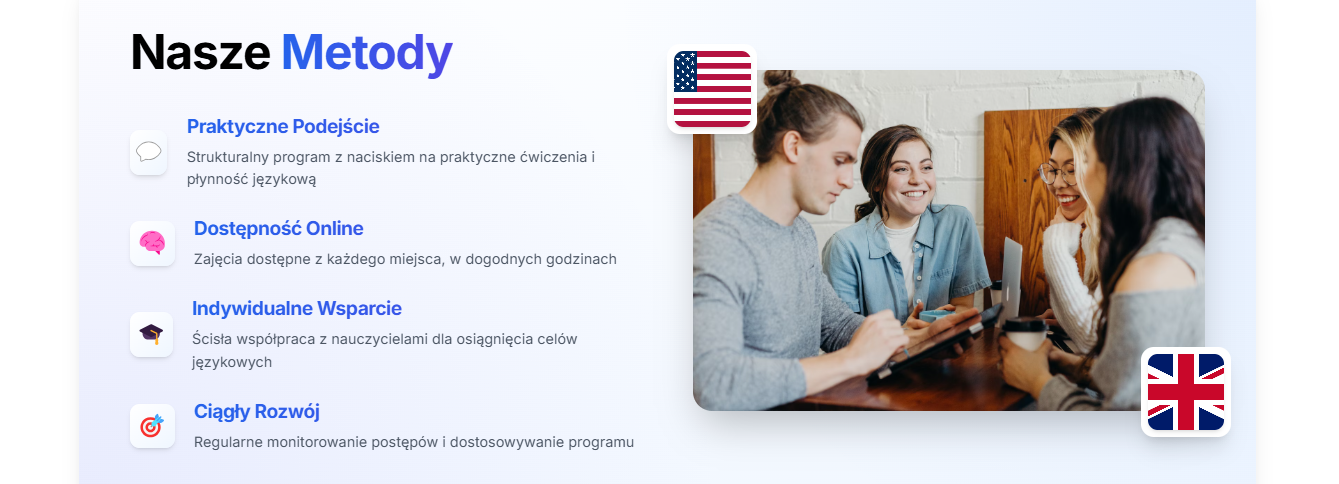 Nasze Metody
Praktyczne Podejście
Strukturalny program z naciskiem na praktyczne ćwiczenia i
płynność językową
Dostępność Online
Zajęcia dostępne z każdego miejsca, w dogodnych godzinach
Indywidualne Wsparcie
Ścisła współpraca z nauczycielami dla osiągnięcia celów
językowych
Ciągły Rozwój
Regularne monitorowanie postępów i dostosowywanie programu